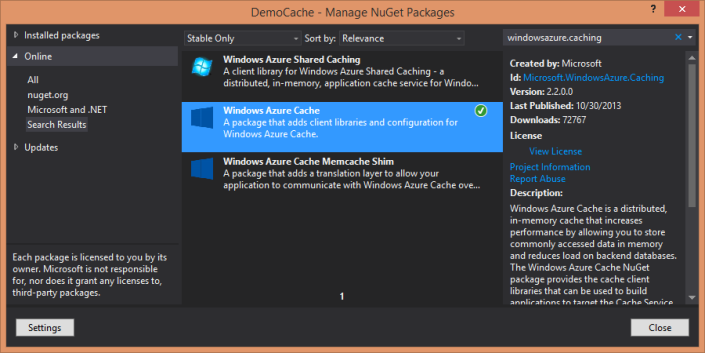 DemoCache - Manage NuGet Packages
Installed packages
Online
All
nuget.org
Microsoft and .NET
Search Results
Updates
Each package is licensed to you by its
owner. Microsoft is not responsible
for, nor does it grant any licenses to,
third-party packages.
Stable Only
Sort by: Relevance
Windows Azure Shared Caching
A client library for Windows Azure Shared Caching - a
distributed, in-memory, application cache service for Windo...
Windows Azure Cache
A package that adds client libraries and configuration for
Windows Azure Cache.
Windows Azure Cache Memcache Shim
A package that adds a translation layer to allow your
application to communicate with Windows Azure Cache ove...
1
windowsazure.caching
Created by: Microsoft
Id: Microsoft.WindowsAzure.Caching
Version: 2.2.0.0
Last Published: 10/30/2013
Downloads: 72767
License
View License
Project Information
Report Abuse
Description:
Windows Azure Cache is a distributed,
in-memory cache that increases
performance by allowing you to store
commonly accessed data in memory
and reduces load on backend databases.
The Windows Azure Cache NuGet
package provides the cache client
libraries that can be used to build
applications to target the Cache Service
Settings
Close